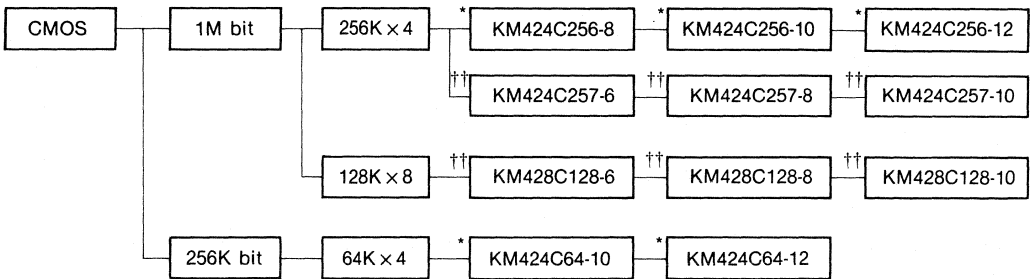 CMOS 1M bit 256K × 4 * KM424C256-8 * KM424C256-10 * KM424C256-12
†† KM424C257-6 †† KM424C257-8 †† KM424C257-10
128K × 8 †† KM428C128-6 †† KM428C128-8 †† KM428C128-10
256K bit 64K × 4 * KM424C64-10 * KM424C64-12